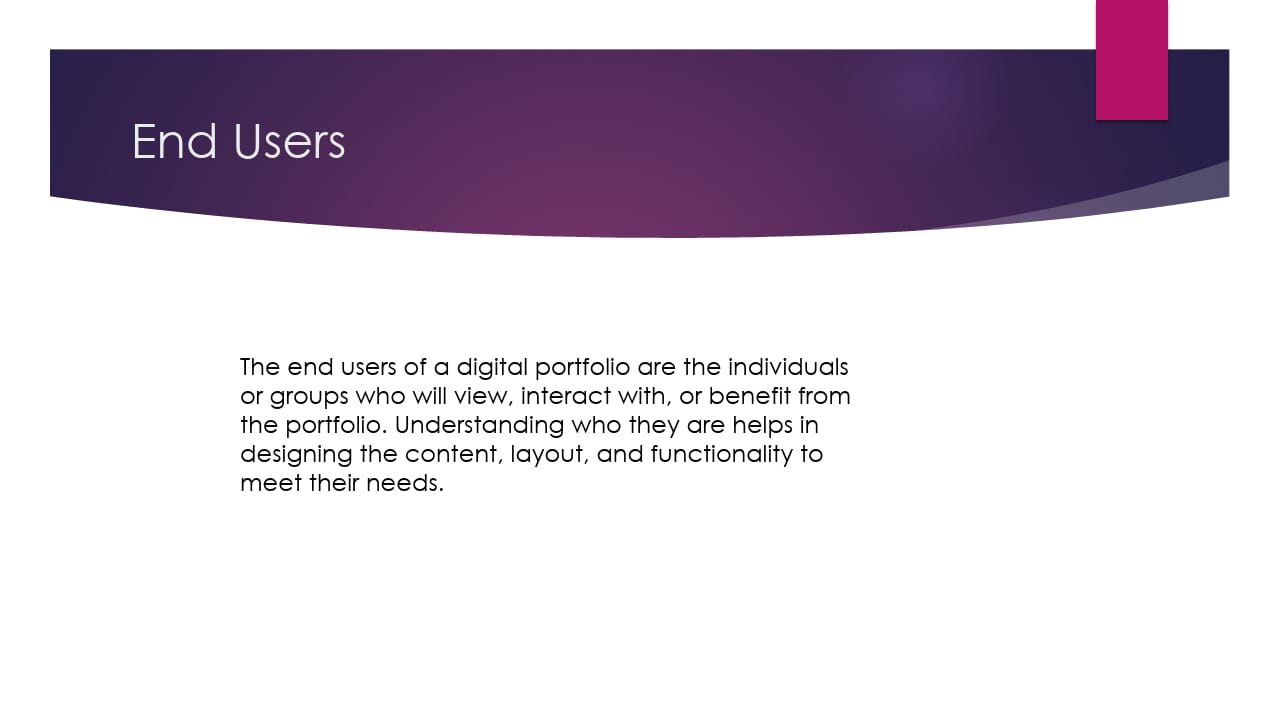 End Users
The end users of a digital portfolio are the individuals
or groups who will view, interact with, or benefit from
the portfolio. Understanding who they are helps in
designing the content, layout, and functionality to
meet their needs.